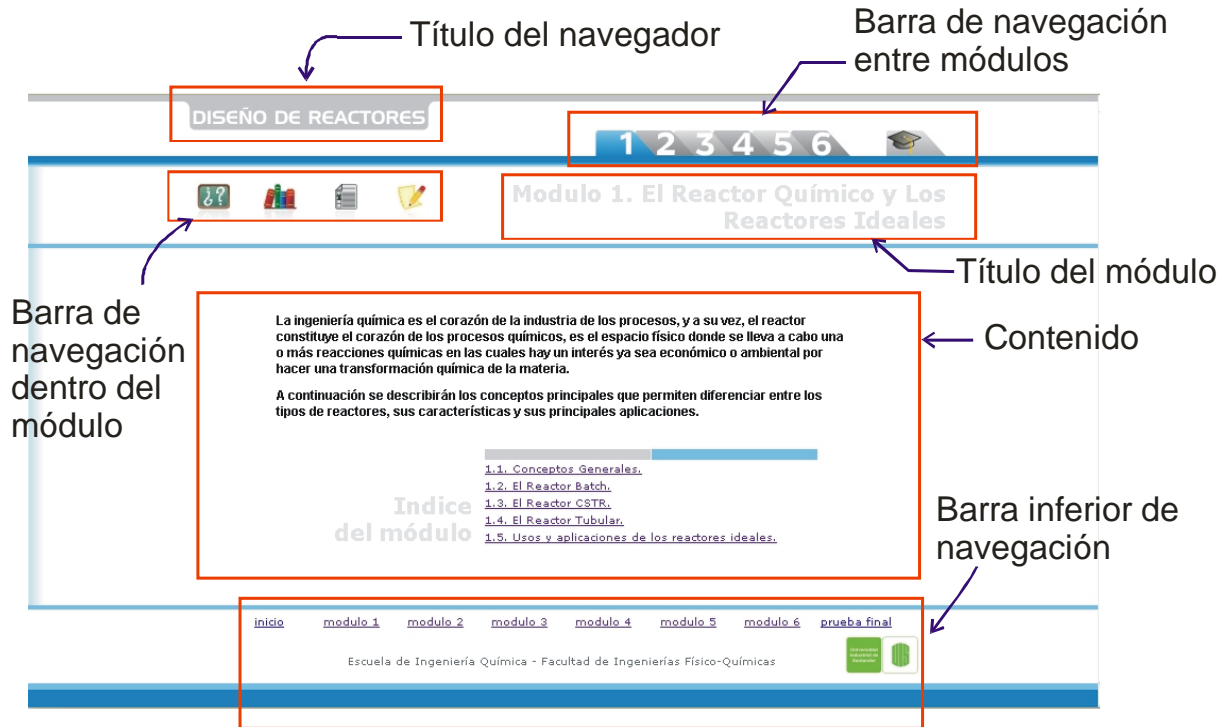 Título del navegador
Barra de navegación
entre módulos
DISEÑO DE REACTORES
1 2 3 4 5 6
¿?
Modulo 1. El Reactor Químico y Los
Reactores Ideales
Título del módulo
Barra de
navegación
dentro del
módulo
La ingeniería química es el corazón de la industria de los procesos, y a su vez, el reactor
constituye el corazón de los procesos químicos, es el espacio físico donde se lleva a cabo una
o más reacciones químicas en las cuales hay un interés ya sea económico o ambiental por
hacer una transformación química de la materia.
A continuación se describirán los conceptos principales que permiten diferenciar entre los
tipos de reactores, sus características y sus principales aplicaciones.
Contenido
Indice
del módulo
1.1. Conceptos Generales.
1.2. El Reactor Batch.
1.3. El Reactor CSTR.
1.4. El Reactor Tubular.
1.5. Usos y aplicaciones de los reactores ideales.
Barra inferior de
navegación
inicio modulo 1 modulo 2 modulo 3 modulo 4 modulo 5 modulo 6 prueba final
Escuela de Ingeniería Química - Facultad de Ingenierías Físico-Químicas
Universidad
Industrial de
Santander